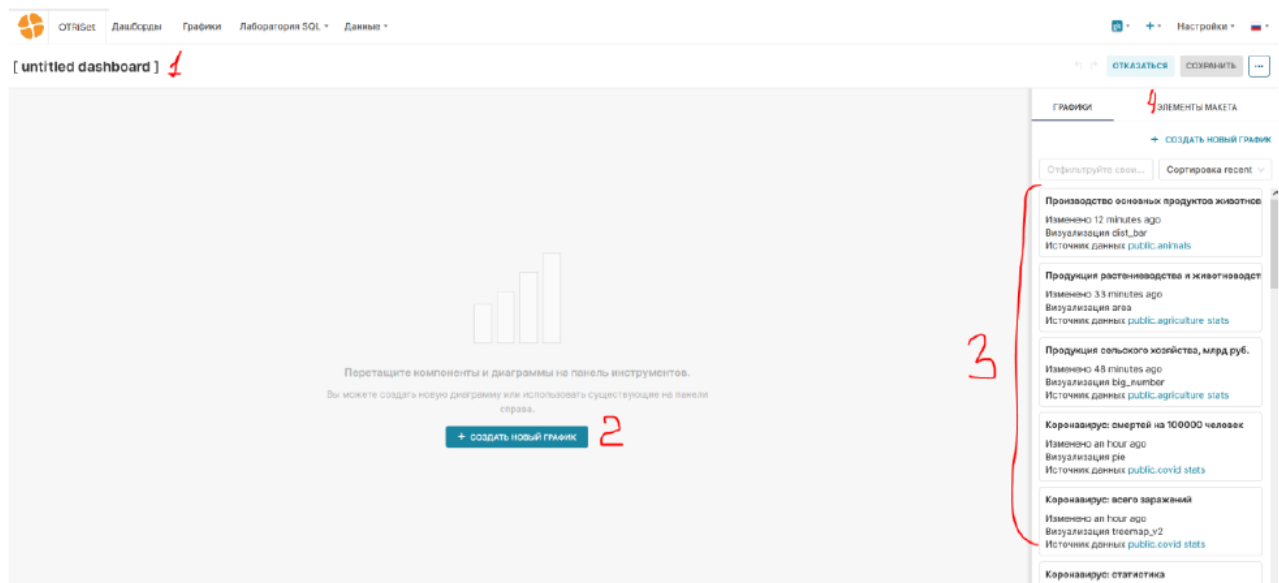 OTRiSet Дашборды Графики Лаборатория SQL Данные Настройки
[ untitled dashboard ] 1 ОТКАЗАТЬСЯ СОХРАНИТЬ ...
ГРАФИКИ 4 ЭЛЕМЕНТЫ МАКЕТА
+ СОЗДАТЬ НОВЫЙ ГРАФИК
Отфильтруйте свои... Сортировка recent
Производство основных продуктов животнов
Изменено 12 minutes ago
Визуализация dist_bar
Источник данных public.animals
Продукция растениеводства и животноводст
Изменено 33 minutes ago
Визуализация area
Источник данных public.agriculture stats
3
Продукция сельского хозяйства, млрд руб.
Изменено 48 minutes ago
Визуализация big_number
Источник данных public.agriculture stats
Перетащите компоненты и диаграммы на панель инструментов.
Вы можете создать новую диаграмму или использовать существующие на панели
справа.
+ СОЗДАТЬ НОВЫЙ ГРАФИК 2
Коронавирус: смертей на 100000 человек
Изменено an hour ago
Визуализация pie
Источник данных public.covid stats
Коронавирус: всего заражений
Изменено an hour ago
Визуализация treemap_v2
Источник данных public.covid stats
Коронавирус: статистика